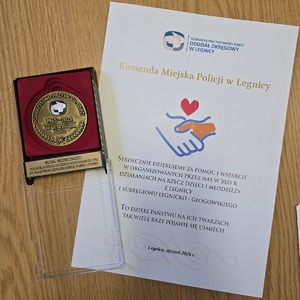 TOWARZYSTWO PRZYJACIÓŁ DZIECI
ODDZIAŁ OKRĘGOWY
W LEGNICY
Komenda Miejska Policji w Legnicy
SERDECZNIE DZIĘKUJEMY ZA POMOC I WSPARCIE
W ORGANIZOWANYCH PRZEZ NAS W 2025 R.
DZIAŁANIACH NA RZECZ DZIECI I MŁODZIEŻY
Z LEGNICY
I SUBREGIONU LEGNICKO - GŁOGOWSKIEGO
TO DZIĘKI PAŃSTWU NA ICH TWARZACH
TAK WIELE RAZY POJAWIŁ SIĘ UŚMIECH
Legnica, styczeń 2026 r.